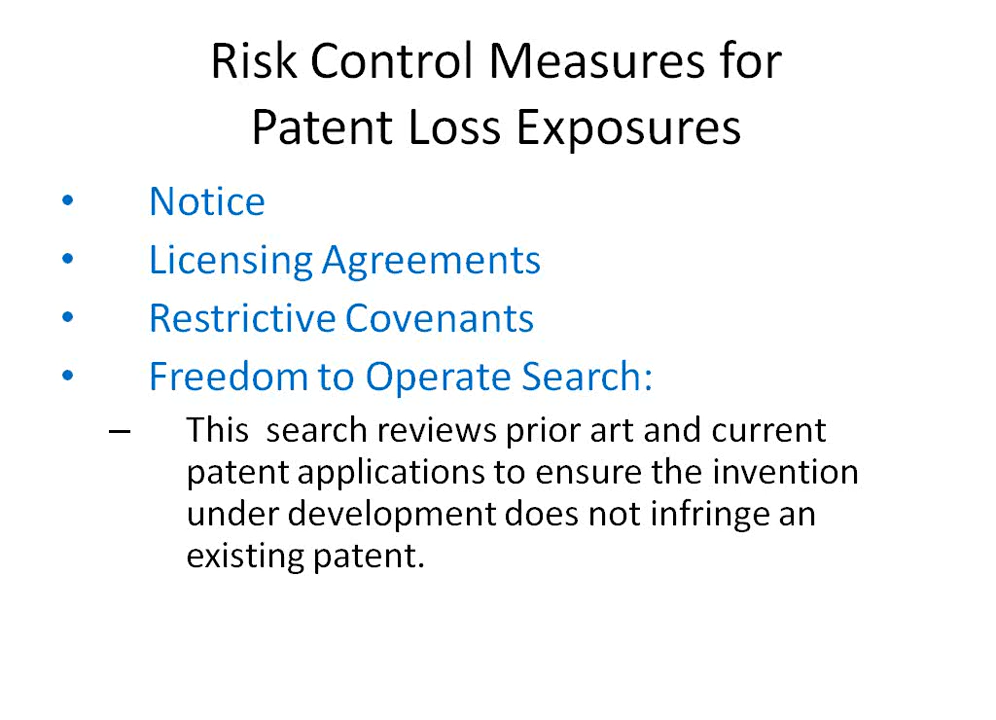 Risk Control Measures for
Patent Loss Exposures
• Notice
• Licensing Agreements
• Restrictive Covenants
• Freedom to Operate Search:
– This  search reviews prior art and current
patent applications to ensure the invention
under development does not infringe an
existing patent.